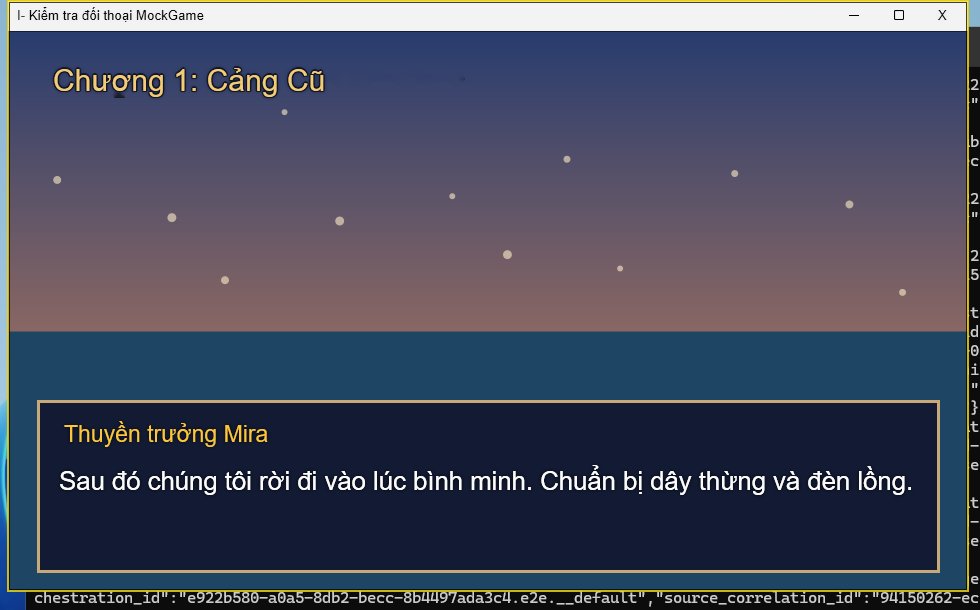 I- Kiểm tra đối thoại MockGame
Chương 1: Cảng Cũ
Thuyền trưởng Mira
Sau đó chúng tôi rời đi vào lúc bình minh. Chuẩn bị dây thừng và đèn lồng.
chestration_id":"e922b580-a0a5-8db2-becc-8b4497ada3c4.e2e.__default","source_correlation_id":"94150262-e